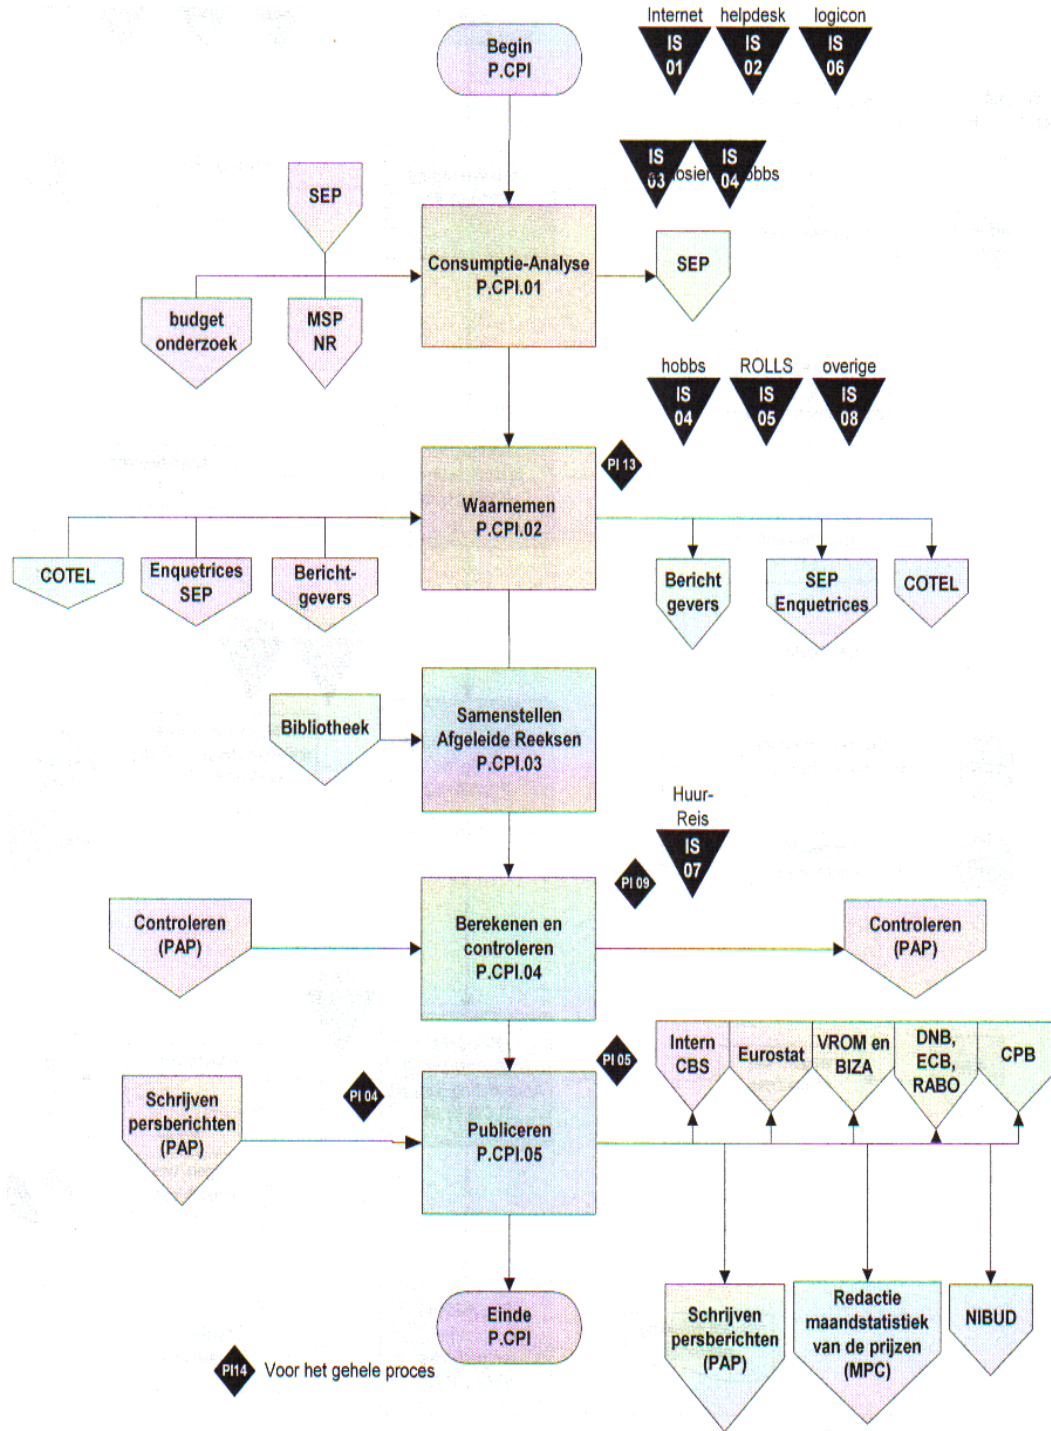 Internet
helpdesk
logicon
IS
01
IS
02
IS
06
Begin
P.CPI
IS
03
IS
04
SEP
Consumptie-Analyse
P.CPI.01
SEP
budget
onderzoek
MSP
NR
hobbs
ROLLS
overige
IS
04
IS
05
IS
08
PI 13
Waarnemen
P.CPI.02
COTEL
Enquetrices
SEP
Bericht-
gevers
Bericht
gevers
SEP
Enquetrices
COTEL
Bibliotheek
Samenstellen
Afgeleide Reeksen
P.CPI.03
Huur-
Reis
IS
07
PI 09
Controleren
(PAP)
Berekenen en
controleren
P.CPI.04
Controleren
(PAP)
PI 05
Intern
CBS
Eurostat
VROM en
BIZA
DNB,
ECB,
RABO
CPB
PI 04
Schrijven
persberichten
(PAP)
Publiceren
P.CPI.05
Einde
P.CPI
Schrijven
persberichten
(PAP)
Redactie
maandstatistiek
van de prijzen
(MPC)
NIBUD
PI14
Voor het gehele proces